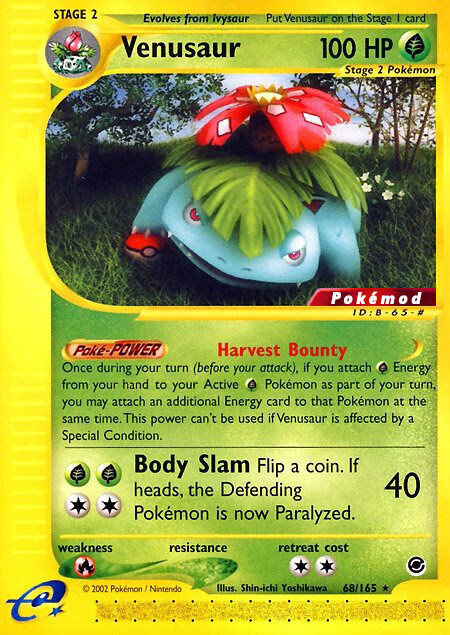 STAGE 2 Evolves from Ivysaur Put Venusaur on the Stage 1 card
Venusaur 100 HP
Stage 2 Pokémon
Pokémod
ID:B-65-#
Poké-POWER Harvest Bounty
Once during your turn (before your attack), if you attach Energy
from your hand to your Active Pokémon as part of your turn,
you may attach an additional Energy card to that Pokémon at the
same time. This power can't be used if Venusaur is affected by a
Special Condition.
Body Slam Flip a coin. If
heads, the Defending
Pokémon is now Paralyzed.
40
weakness resistance retreat cost
© 2002 Pokémon / Nintendo Illus. Shin-ichi Yoshikawa 68/165
e